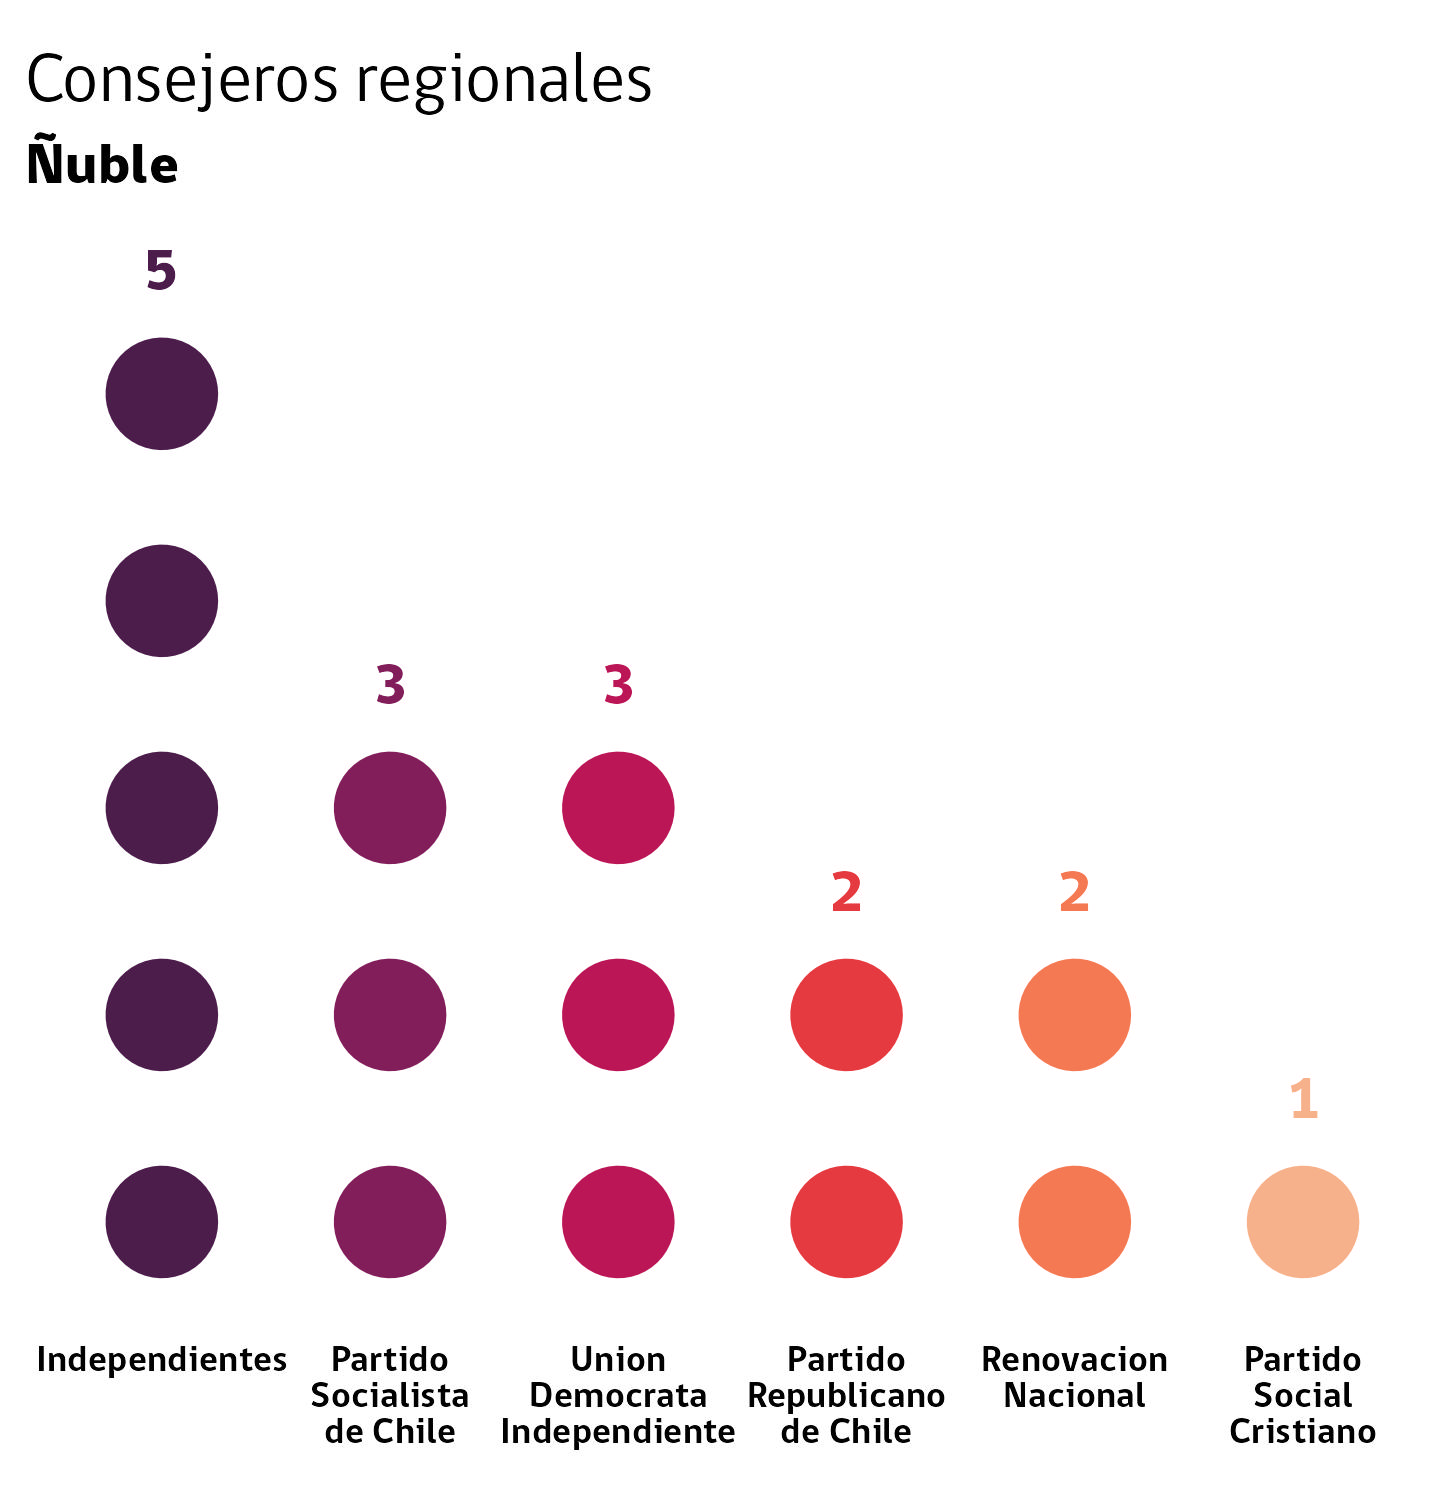 Consejeros regionales
Ñuble
5
3
3
2
2
1
Independientes
Partido
Socialista
de Chile
Union
Democrata
Independiente
Partido
Republicano
de Chile
Renovacion
Nacional
Partido
Social
Cristiano